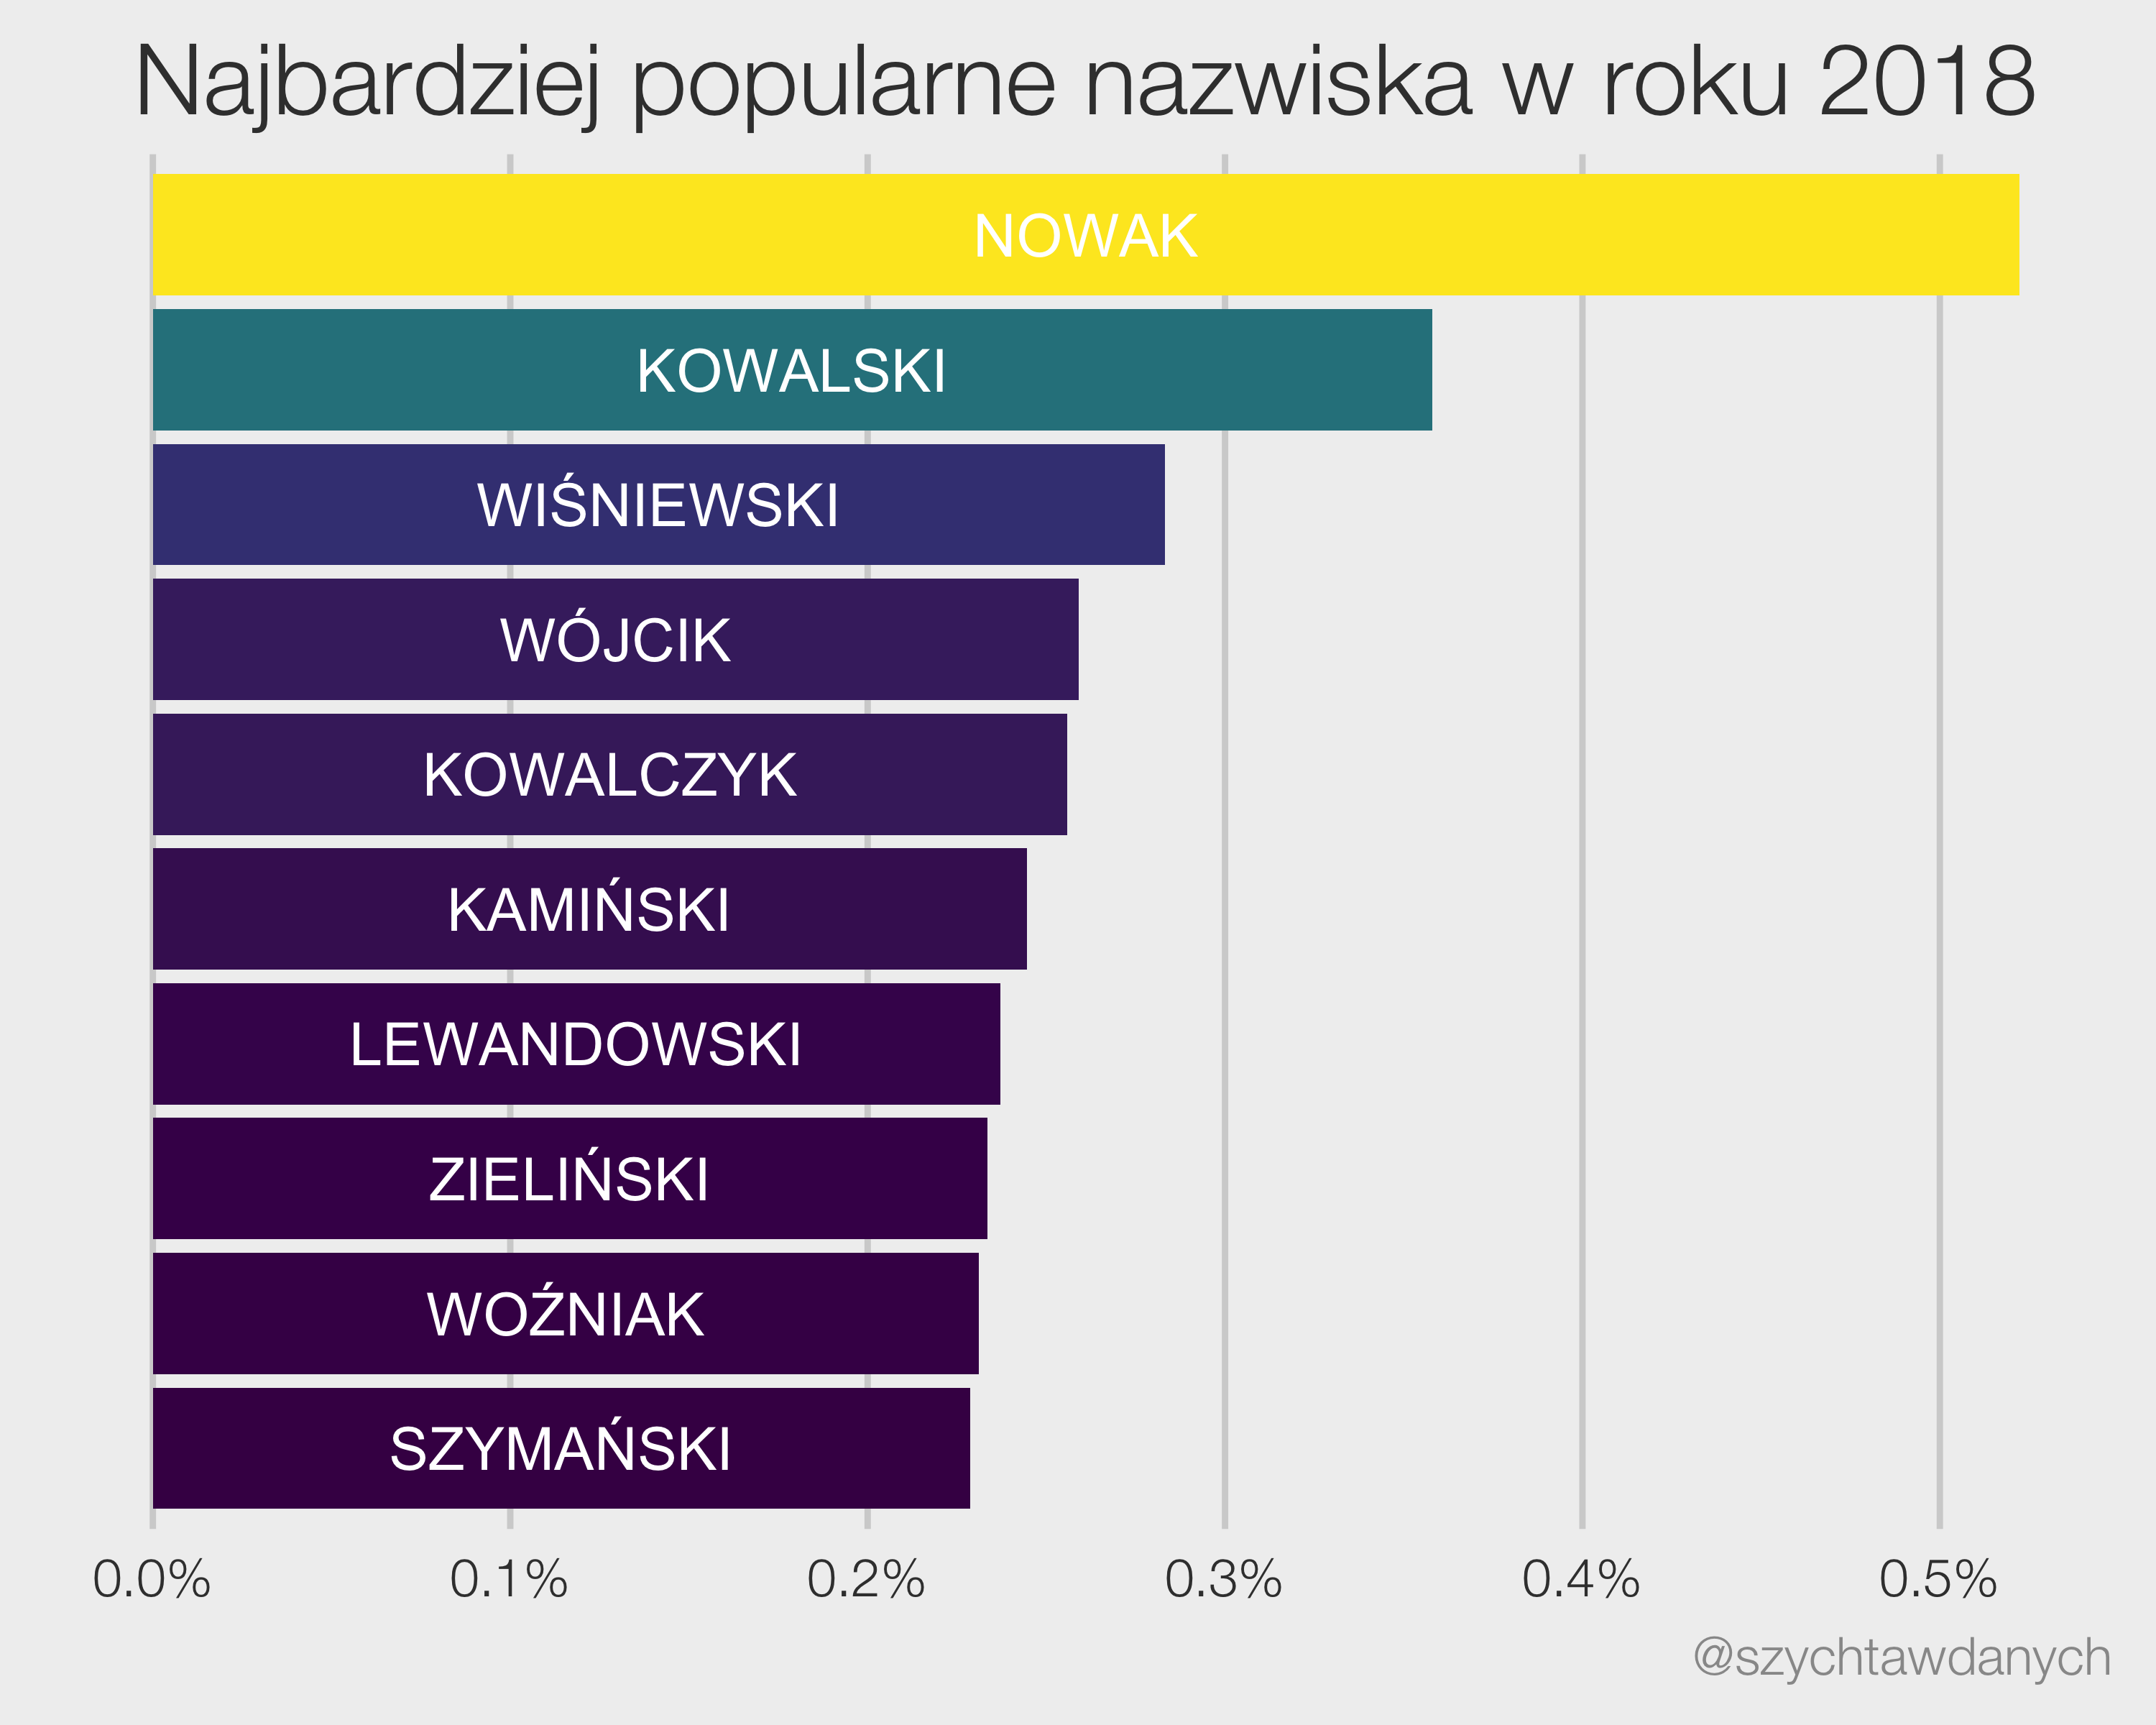 Najbardziej popularne nazwiska w roku 2018
NOWAK
KOWALSKI
WIŚNIEWSKI
WÓJCIK
KOWALCZYK
KAMIŃSKI
LEWANDOWSKI
ZIELIŃSKI
WOŹNIAK
SZYMAŃSKI
0.0% 0.1% 0.2% 0.3% 0.4% 0.5%
@szychtawdanych